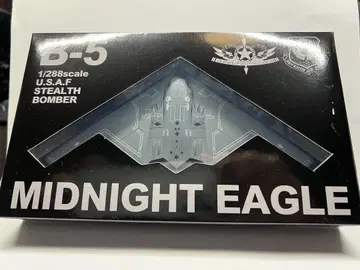 B-5
1/288scale
U.S.A.F
STEALTH
BOMBER
MIDNIGHT EAGLE